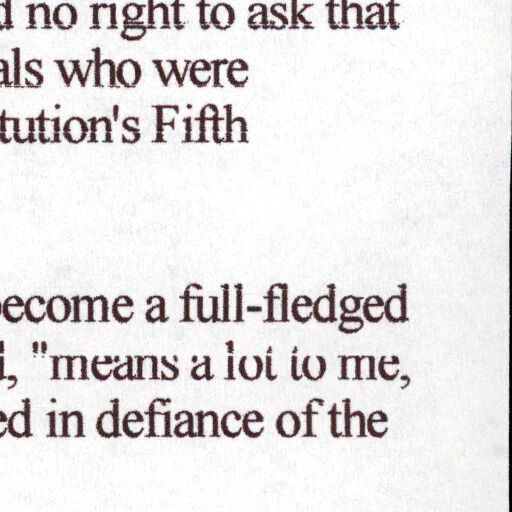 d no right to ask that
als who were
tution's Fifth
ecome a full-fledged
, "means a lot to me,
ed in defiance of the